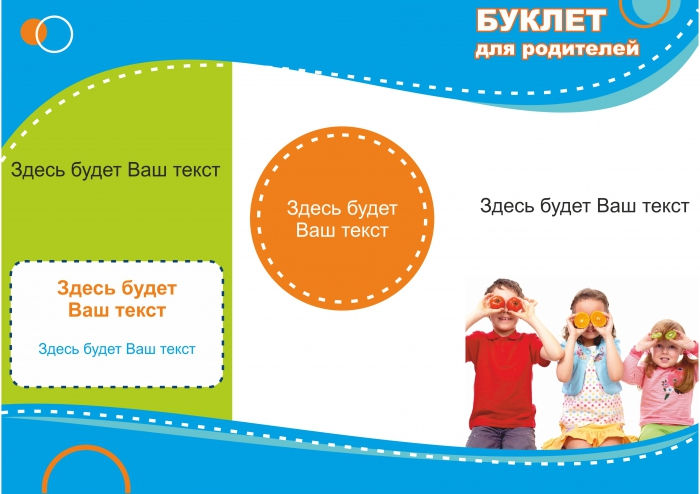 БУКЛЕТ
для родителей
Здесь будет Ваш текст
Здесь будет
Ваш текст
Здесь будет Ваш текст
Здесь будет
Ваш текст
Здесь будет Ваш текст